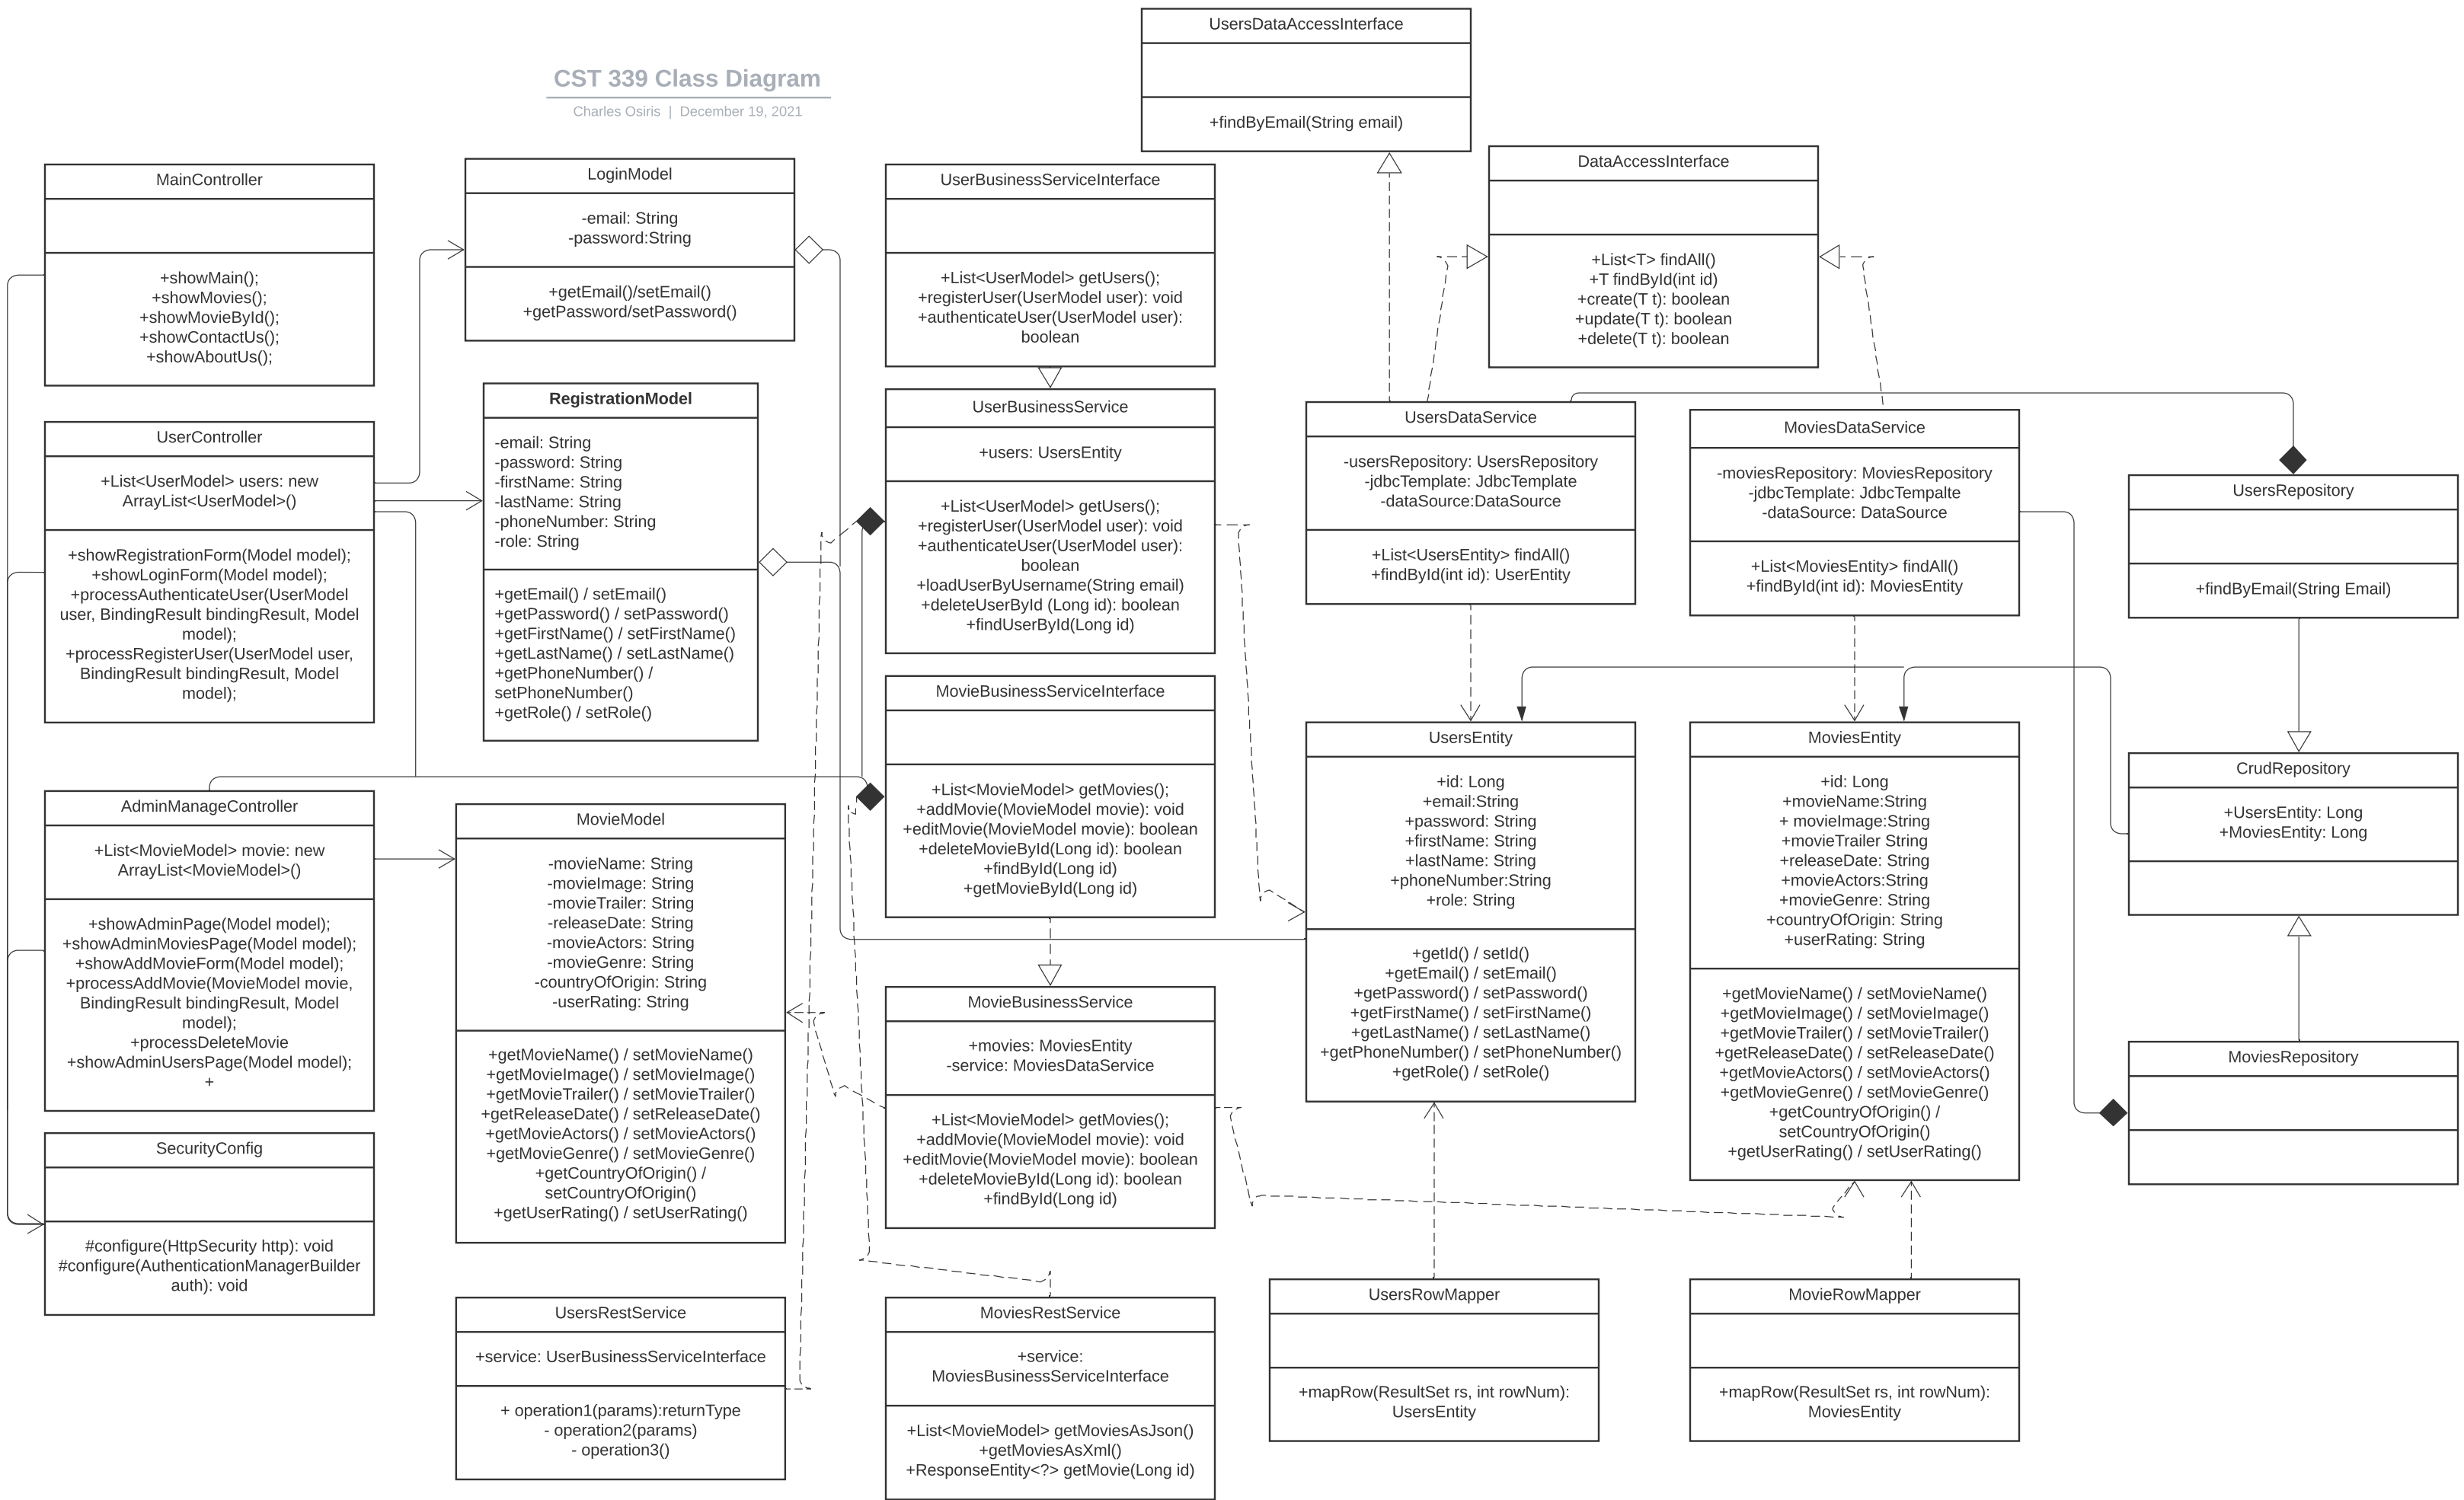 CST 339 Class Diagram
Charles Osiris | December 19, 2021
UsersDataAccessInterface
+findByEmail(String email)
DataAccessInterface
+List<T> findAll()
+T findById(int id)
+create(T t): boolean
+update(T t): boolean
+delete(T t): boolean
MainController
+showMain();
+showMovies();
+showMovieById();
+showContactUs();
+showAboutUs();
LoginModel
-email: String
-password:String
+getEmail()/setEmail()
+getPassword/setPassword()
UserBusinessServiceInterface
+List<UserModel> getUsers();
+registerUser(UserModel user): void
+authenticateUser(UserModel user):
boolean
UserController
+List<UserModel> users: new
ArrayList<UserModel>()
+showRegistrationForm(Model model);
+showLoginForm(Model model);
+processAuthenticateUser(UserModel
user, BindingResult bindingResult, Model
model);
+processRegisterUser(UserModel user,
BindingResult bindingResult, Model
model);
RegistrationModel
-email: String
-password: String
-firstName: String
-lastName: String
-phoneNumber: String
-role: String
+getEmail() / setEmail()
+getPassword() / setPassword()
+getFirstName() / setFirstName()
+getLastName() / setLastName()
+getPhoneNumber() /
setPhoneNumber()
+getRole() / setRole()
UserBusinessService
+users: UsersEntity
+List<UserModel> getUsers();
+registerUser(UserModel user): void
+authenticateUser(UserModel user):
boolean
+loadUserByUsername(String email)
+deleteUserById (Long id): boolean
+findUserById(Long id)
UsersDataService
-usersRepository: UsersRepository
-jdbcTemplate: JdbcTemplate
-dataSource:DataSource
+List<UsersEntity> findAll()
+findById(int id): UserEntity
MoviesDataService
-moviesRepository: MoviesRepository
-jdbcTemplate: JdbcTempalte
-dataSource: DataSource
+List<MoviesEntity> findAll()
+findById(int id): MoviesEntity
UsersRepository
+findByEmail(String Email)
MovieBusinessServiceInterface
+List<MovieModel> getMovies();
+addMovie(MovieModel movie): void
+editMovie(MovieModel movie): boolean
+deleteMovieById(Long id): boolean
+findById(Long id)
+getMovieById(Long id)
UsersEntity
+id: Long
+email:String
+password: String
+firstName: String
+lastName: String
+phoneNumber:String
+role: String
+getId() / setId()
+getEmail() / setEmail()
+getPassword() / setPassword()
+getFirstName() / setFirstName()
+getLastName() / setLastName()
+getPhoneNumber() / setPhoneNumber()
+getRole() / setRole()
MoviesEntity
+id: Long
+movieName:String
+ movieImage:String
+movieTrailer String
+releaseDate: String
+movieActors:String
+movieGenre: String
+countryOfOrigin: String
+userRating: String
+getMovieName() / setMovieName()
+getMovieImage() / setMovieImage()
+getMovieTrailer() / setMovieTrailer()
+getReleaseDate() / setReleaseDate()
+getMovieActors() / setMovieActors()
+getMovieGenre() / setMovieGenre()
+getCountryOfOrigin() /
setCountryOfOrigin()
+getUserRating() / setUserRating()
CrudRepository
+UsersEntity: Long
+MoviesEntity: Long
AdminManageController
+List<MovieModel> movie: new
ArrayList<MovieModel>()
+showAdminPage(Model model);
+showAdminMoviesPage(Model model);
+showAddMovieForm(Model model);
+processAddMovie(MovieModel movie,
BindingResult bindingResult, Model
model);
+processDeleteMovie
+showAdminUsersPage(Model model);
+
MovieModel
-movieName: String
-movieImage: String
-movieTrailer: String
-releaseDate: String
-movieActors: String
-movieGenre: String
-countryOfOrigin: String
-userRating: String
+getMovieName() / setMovieName()
+getMovieImage() / setMovieImage()
+getMovieTrailer() / setMovieTrailer()
+getReleaseDate() / setReleaseDate()
+getMovieActors() / setMovieActors()
+getMovieGenre() / setMovieGenre()
+getCountryOfOrigin() /
setCountryOfOrigin()
+getUserRating() / setUserRating()
MovieBusinessService
+movies: MoviesEntity
-service: MoviesDataService
+List<MovieModel> getMovies();
+addMovie(MovieModel movie): void
+editMovie(MovieModel movie): boolean
+deleteMovieById(Long id): boolean
+findById(Long id)
MoviesRepository
SecurityConfig
#configure(HttpSecurity http): void
#configure(AuthenticationManagerBuilder
auth): void
UsersRestService
+service: UserBusinessServiceInterface
+ operation1(params):returnType
- operation2(params)
- operation3()
MoviesRestService
+service:
MoviesBusinessServiceInterface
+List<MovieModel> getMoviesAsJson()
+getMoviesAsXml()
+ResponseEntity<?> getMovie(Long id)
UsersRowMapper
+mapRow(ResultSet rs, int rowNum):
UsersEntity
MovieRowMapper
+mapRow(ResultSet rs, int rowNum):
MoviesEntity